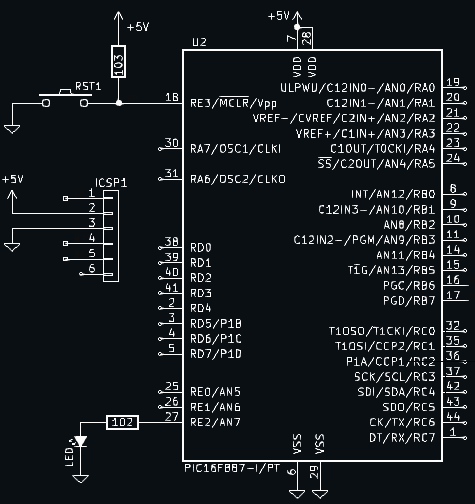 +5V
+5V
103
U2
7
28
VDD
VDD
RST1
18
RE3/MCLR/Vpp
ULPWU/C12IN0-/AN0/RA0
19
C12IN1-/AN1/RA1
20
VREF-/CVREF/C2IN+/AN2/RA2
21
VREF+/C1IN+/AN3/RA3
22
30
RA7/OSC1/CLKI
C1OUT/T0CKI/RA4
23
SS/C2OUT/AN4/RA5
24
31
RA6/OSC2/CLKO
+5V
ICSP1
1
2
3
4
5
6
INT/AN12/RB0
8
C12IN3-/AN10/RB1
9
AN8/RB2
10
C12IN2-/PGM/AN9/RB3
11
AN11/RB4
14
T1G/AN13/RB5
15
PGC/RB6
16
PGD/RB7
17
38
RD0
39
RD1
40
RD2
41
RD3
2
RD4
3
RD5/P1B
4
RD6/P1C
5
RD7/P1D
T1OSO/T1CKI/RC0
32
T1OSI/CCP2/RC1
35
P1A/CCP1/RC2
36
SCK/SCL/RC3
37
SDI/SDA/RC4
42
SDO/RC5
43
CK/TX/RC6
44
DT/RX/RC7
1
25
RE0/AN5
26
RE1/AN6
27
RE2/AN7
102
LED
VSS
VSS
PIC16F887-I/PT
6
29